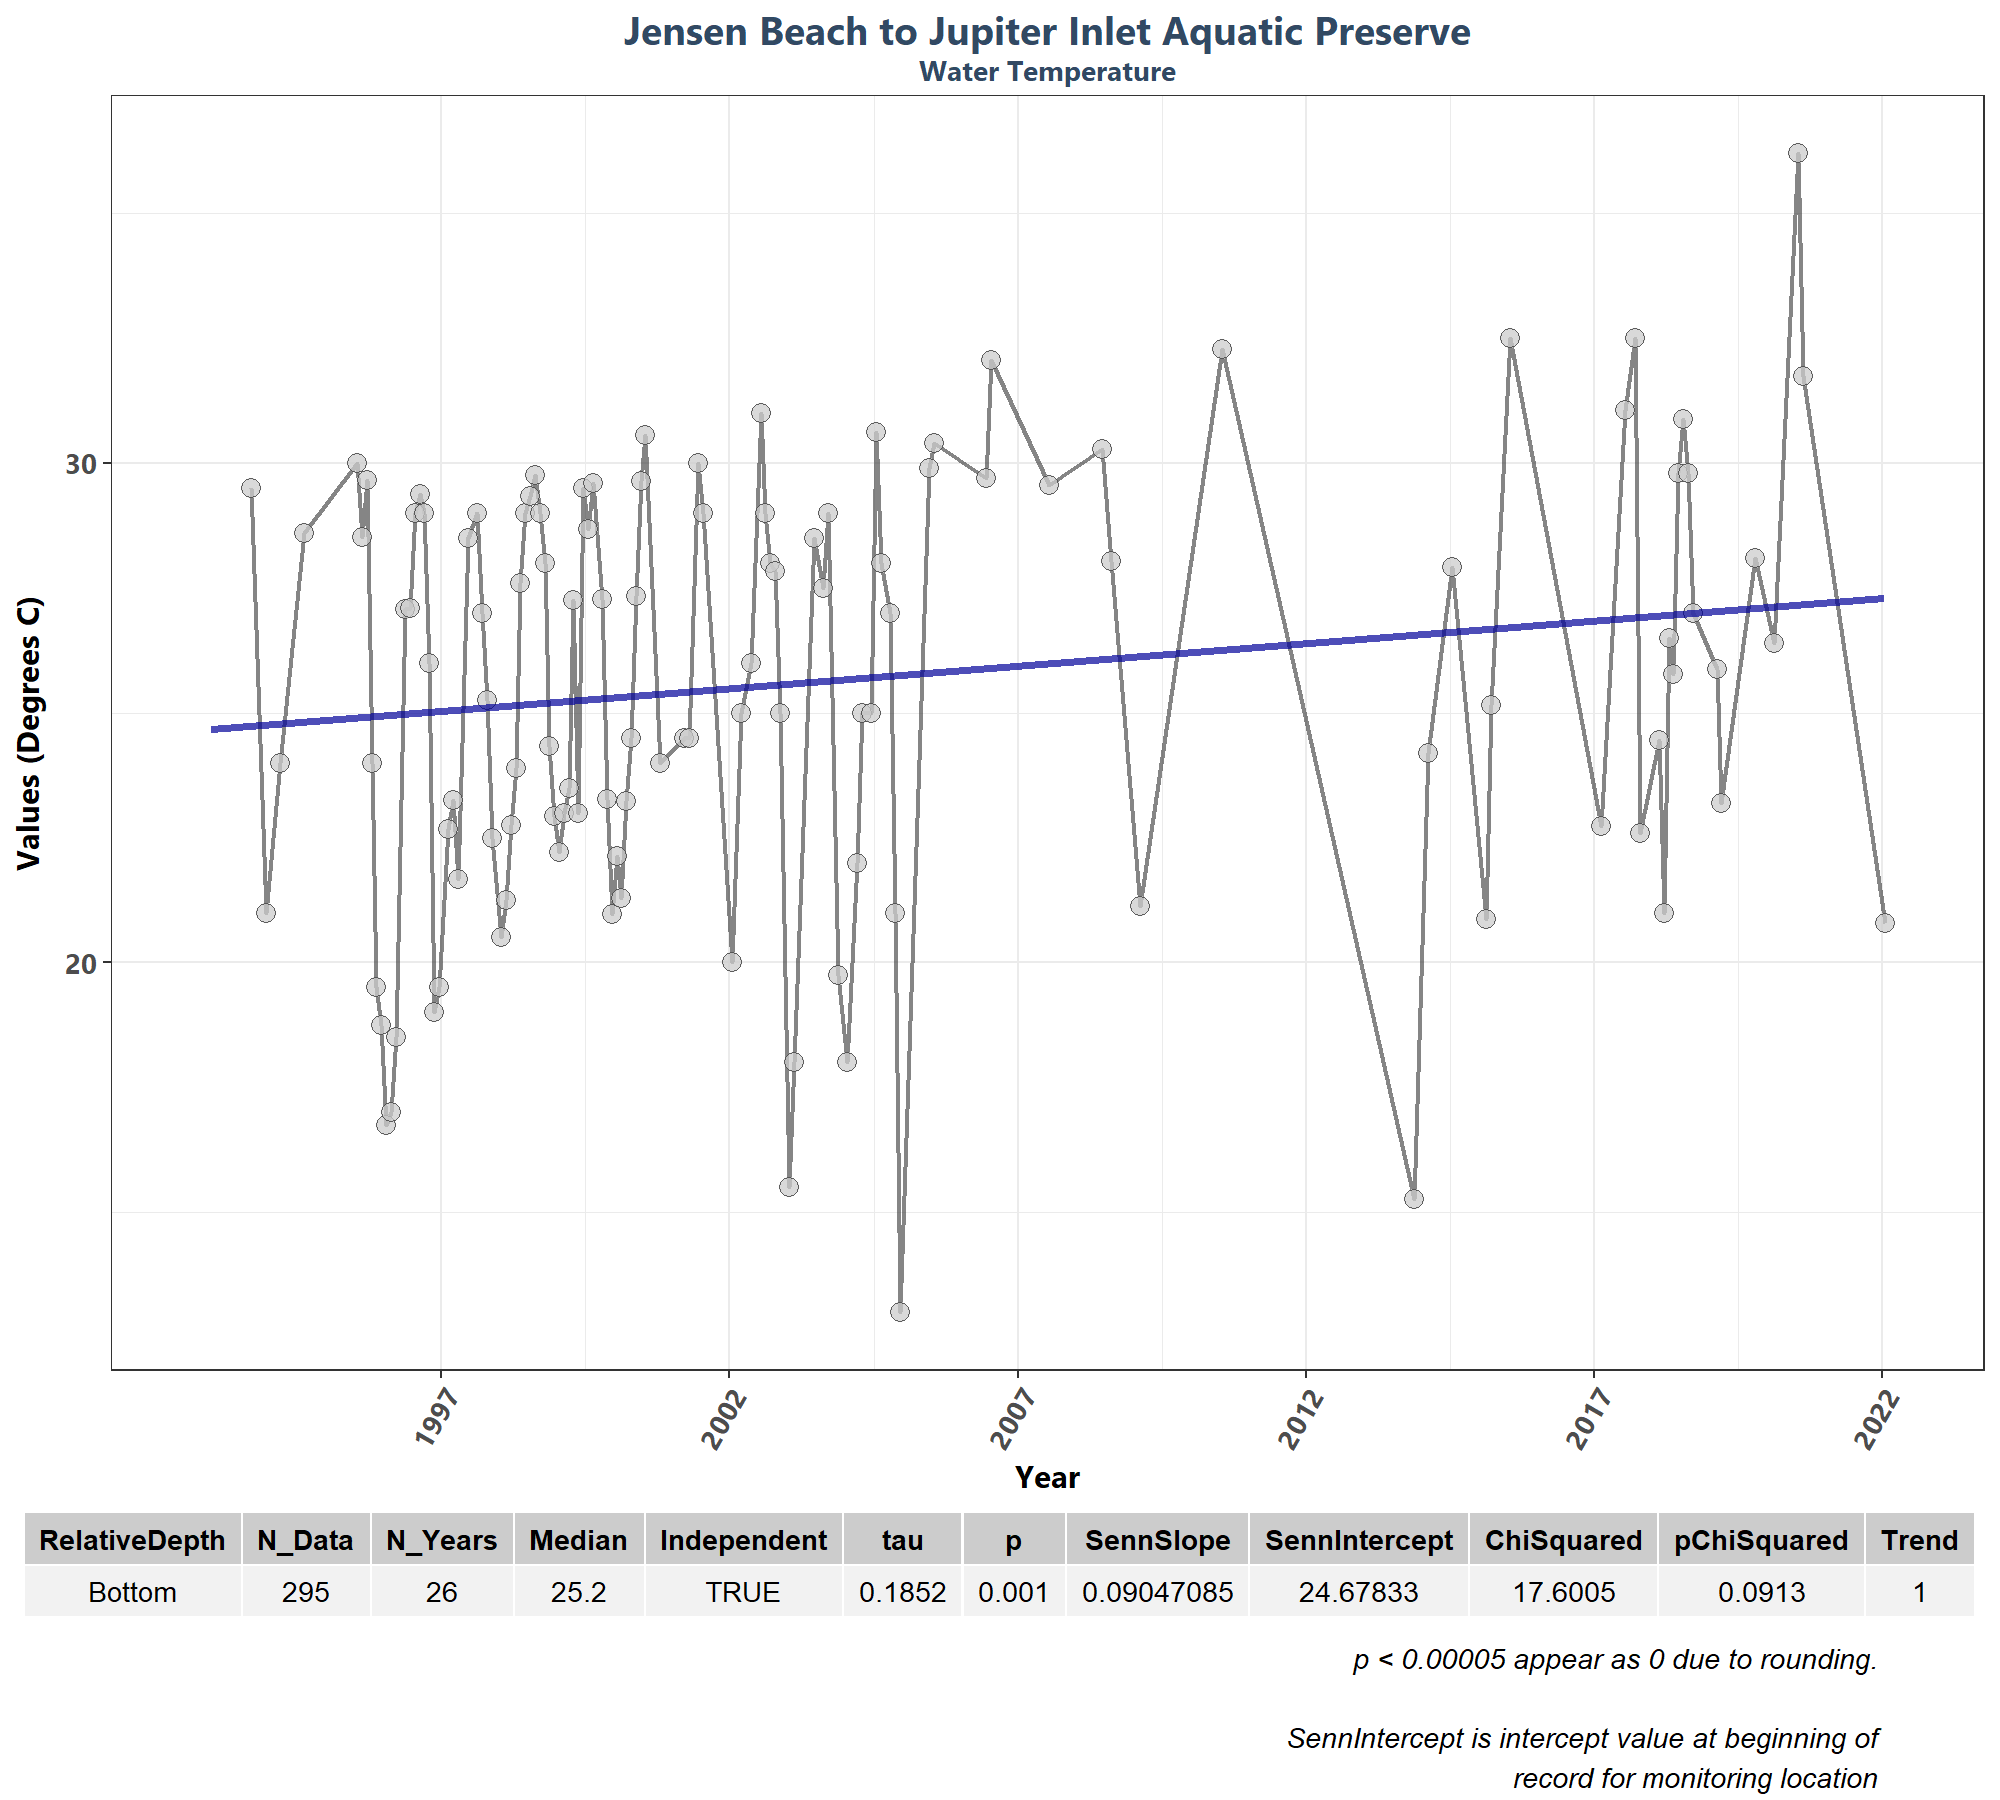 Jensen Beach to Jupiter Inlet Aquatic Preserve
Water Temperature
Values (Degrees C)
30
20
1997
2002
2007
2012
2017
2022
Year
RelativeDepth N_Data N_Years Median Independent tau p SennSlope SennIntercept ChiSquared pChiSquared Trend
Bottom 295 26 25.2 TRUE 0.1852 0.001 0.09047085 24.67833 17.6005 0.0913 1
p < 0.00005 appear as 0 due to rounding.
SennIntercept is intercept value at beginning of
record for monitoring location